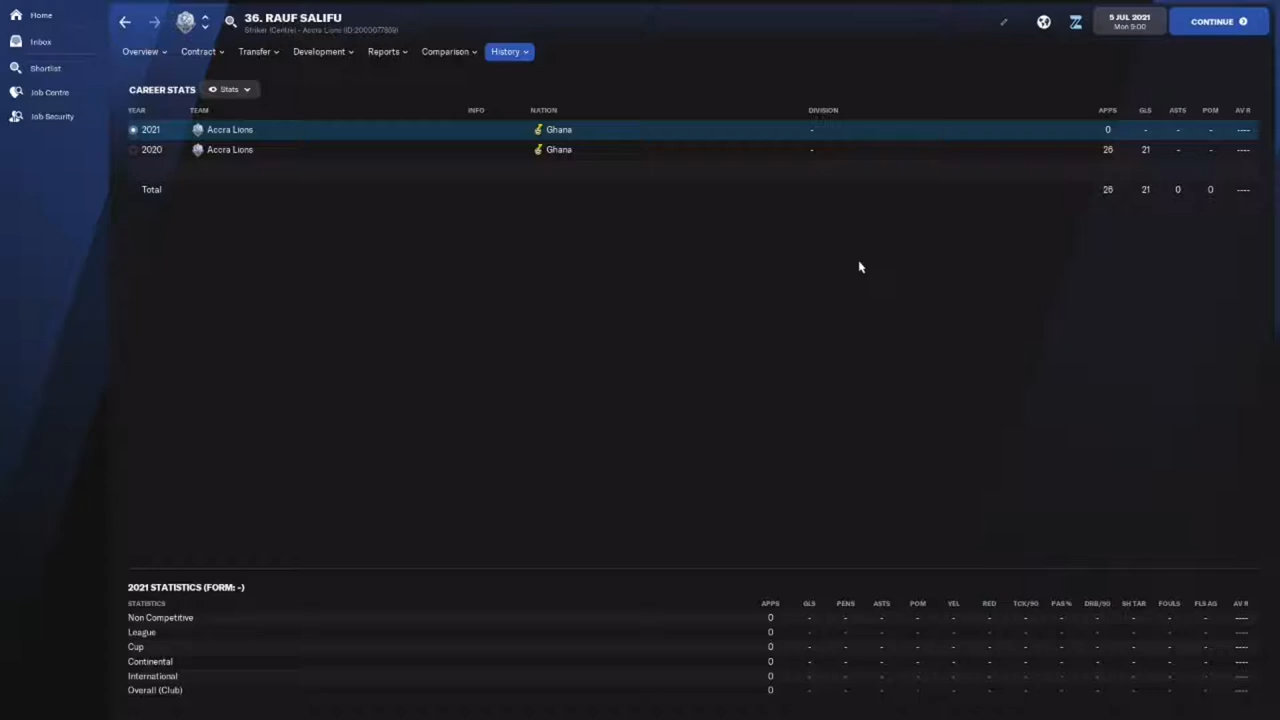 Home
Inbox
Shortlist
Job Centre
Job Security
36. RAUF SALIFU
Striker (Centre) - Accra Lions (ID:2000077809)
5 JUL 2021
Mon 9:00
CONTINUE
Overview Contract Transfer Development Reports Comparison History
CAREER STATS Stats
YEAR TEAM INFO NATION DIVISION APPS GLS ASTS POM AV R
2021 Accra Lions Ghana - 0 - - - ----
2020 Accra Lions Ghana - 26 21 - - ----
Total 26 21 0 0 ----
2021 STATISTICS (FORM: -)
STATISTICS APPS GLS PENS ASTS POM YEL RED TCK/90 PAS % DRB/90 SH TAR FOULS FLS AG AV R
Non Competitive 0 - - - - - - - - - - - - ----
League 0 - - - - - - - - - - - - ----
Cup 0 - - - - - - - - - - - - ----
Continental 0 - - - - - - - - - - - - ----
International 0 - - - - - - - - - - - - ----
Overall (Club) 0 - - - - - - - - - - - - ----